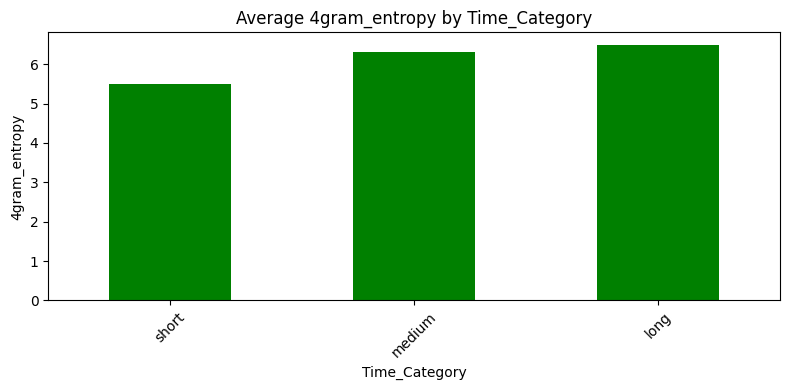 Average 4gram_entropy by Time_Category
4gram_entropy
6
5
4
3
2
1
0
short
medium
long
Time_Category